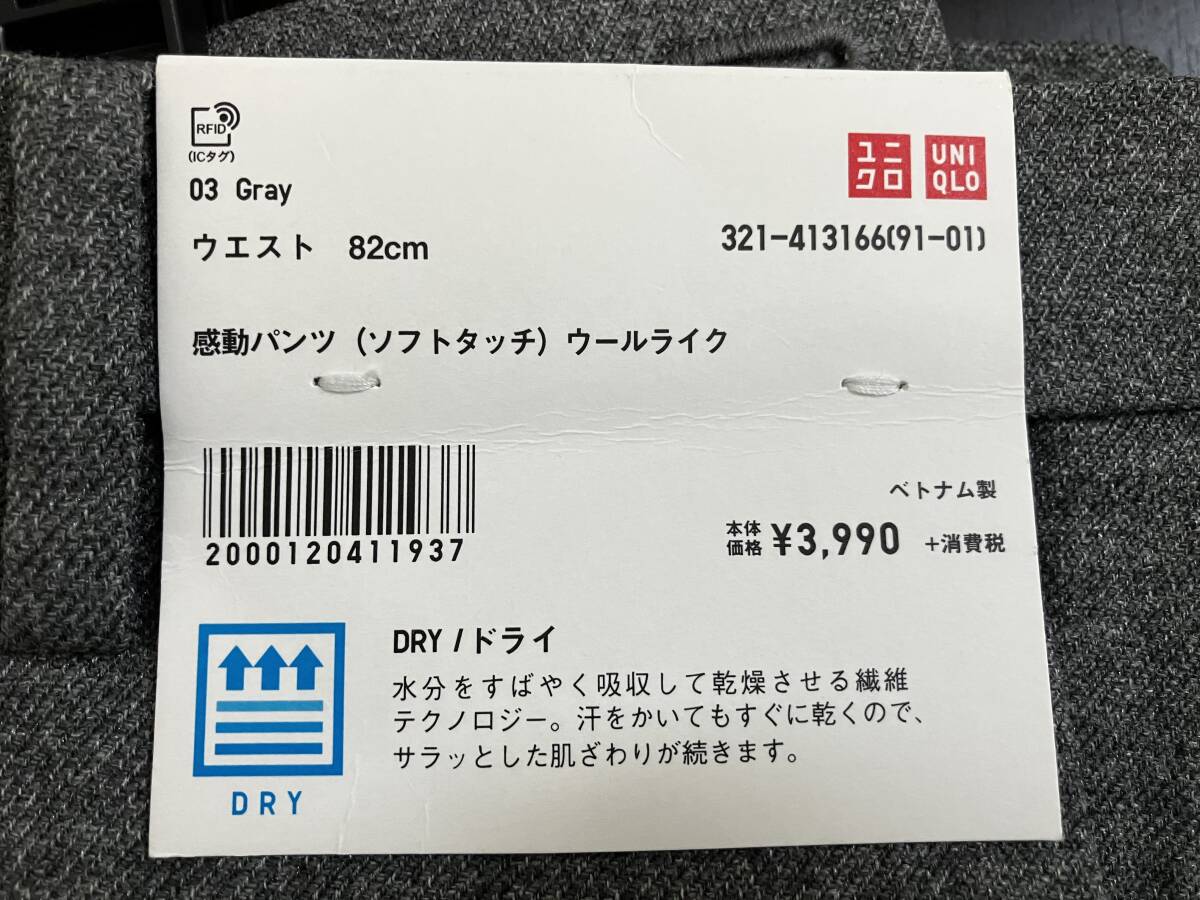 RFID
(ICタグ)
03 Gray
ユニクロ
UNIQLO
ウエスト 82cm
321-413166(91-01)
感動パンツ (ソフトタッチ) ウールライク
2000120411937
ベトナム製
本体価格 ¥3,990 +消費税
DRY
DRY / ドライ
水分をすばやく吸収して乾燥させる繊維
テクノロジー。汗をかいてもすぐに乾くので、
サラッとした肌ざわりが続きます。